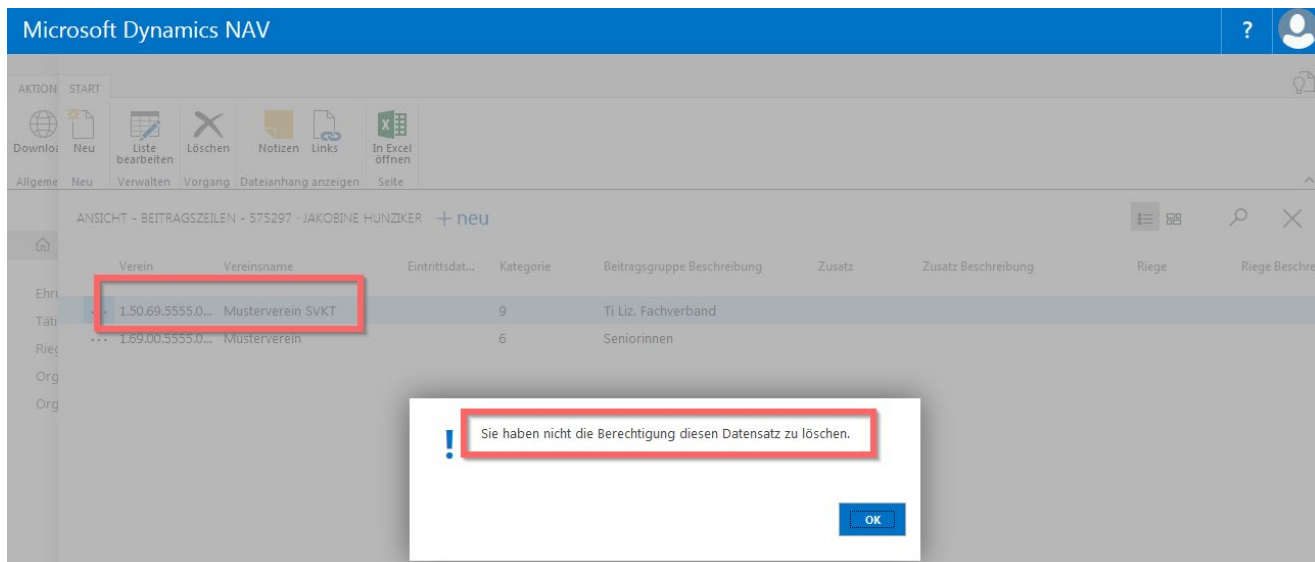 Microsoft Dynamics NAV ?
AKTION START
Downloa Neu Liste bearbeiten Löschen Notizen Links In Excel öffnen
Allgeme Neu Verwalten Vorgang Dateianhang anzeigen Seite
ANSICHT - BEITRAGSZEILEN - 575297 · JAKOBINE HUNZIKER + neu
Verein Vereinsname Eintrittsdat... Kategorie Beitragsgruppe Beschreibung Zusatz Zusatz Beschreibung Riege Riege Beschre
Ehru
... 1.50.69.5555.0... Musterverein SVKT 9 Ti Liz. Fachverband
Täti
... 1.69.00.5555.0... Musterverein 6 Seniorinnen
Rieg
Org
Org
! Sie haben nicht die Berechtigung diesen Datensatz zu löschen.
OK